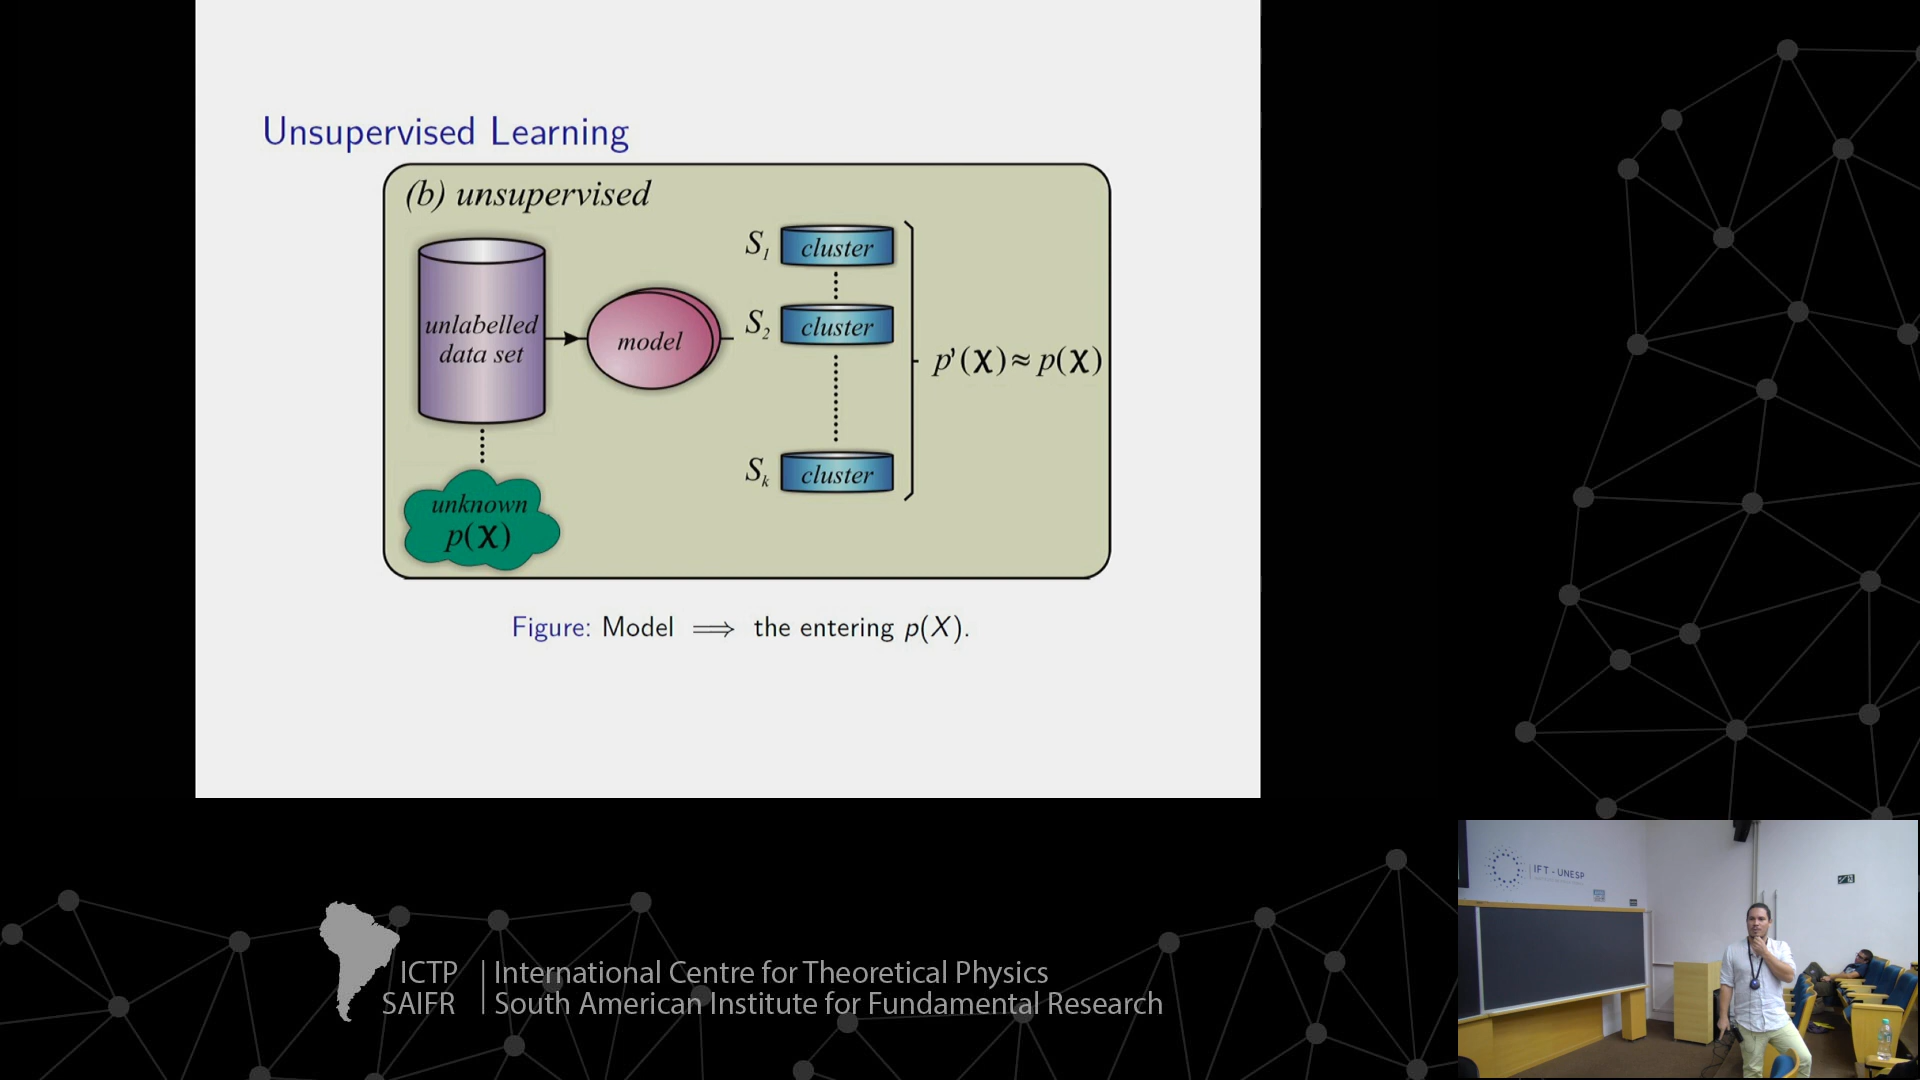 Unsupervised Learning
(b) unsupervised
unlabelled
data set
unknown
p(X)
model
S1 cluster
S2 cluster
Sk cluster
p'(X)≈p(X)
Figure: Model ⟹ the entering p(X).
ICTP
SAIFR
International Centre for Theoretical Physics
South American Institute for Fundamental Research
IFT - UNESP